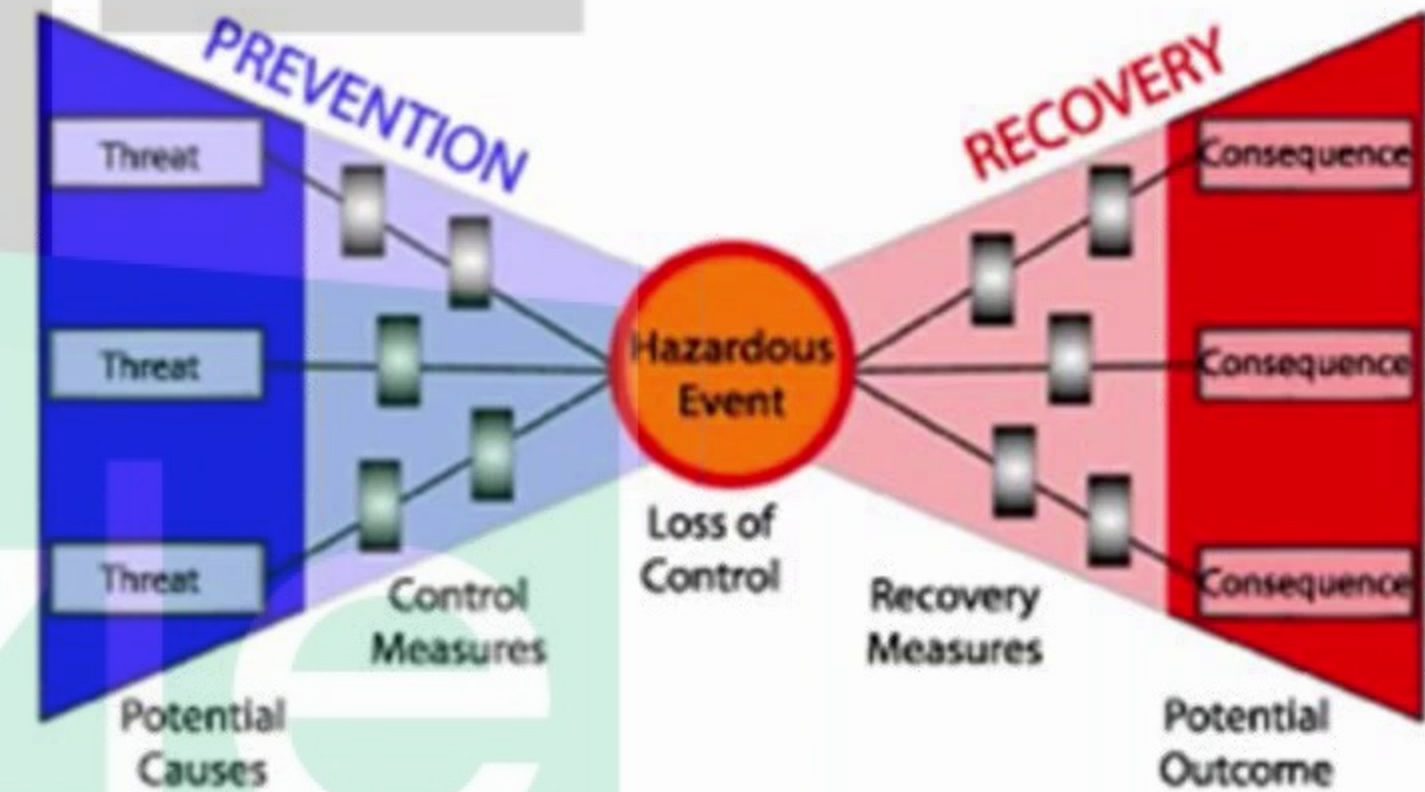 PREVENTION
RECOVERY
Threat
Threat
Threat
Hazardous
Event
Consequence
Consequence
Consequence
Loss of
Control
Control
Measures
Recovery
Measures
Potential
Causes
Potential
Outcome